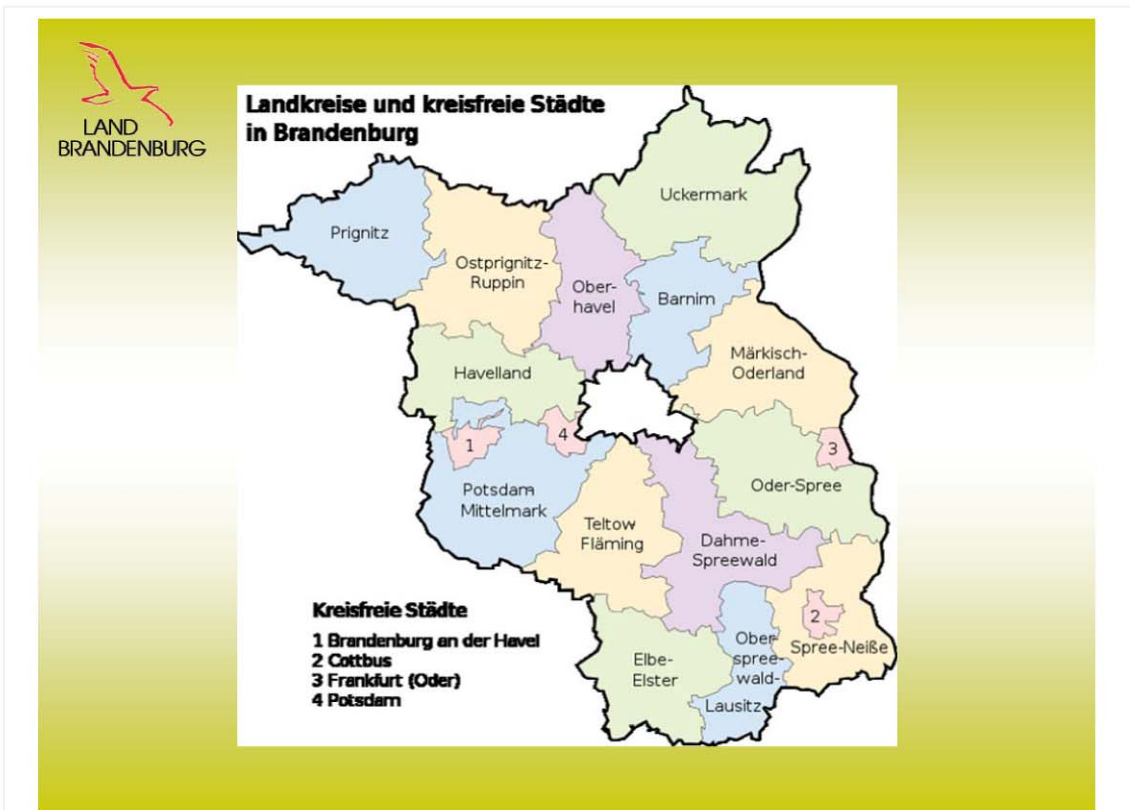 LAND
BRANDENBURG
Landkreise und kreisfreie Städte
in Brandenburg
Uckermark
Prignitz
Ostprignitz-
Ruppin
Ober-
havel
Barnim
Märkisch-
Oderland
Havelland
1
4
3
Oder-Spree
Potsdam-
Mittelmark
Teltow
Fläming
Dahme-
Spreewald
2
Spree-Neiße
Ober
spree-
wald-
Lausitz
Elbe-
Elster
Kreisfreie Städte
1 Brandenburg an der Havel
2 Cottbus
3 Frankfurt (Oder)
4 Potsdam